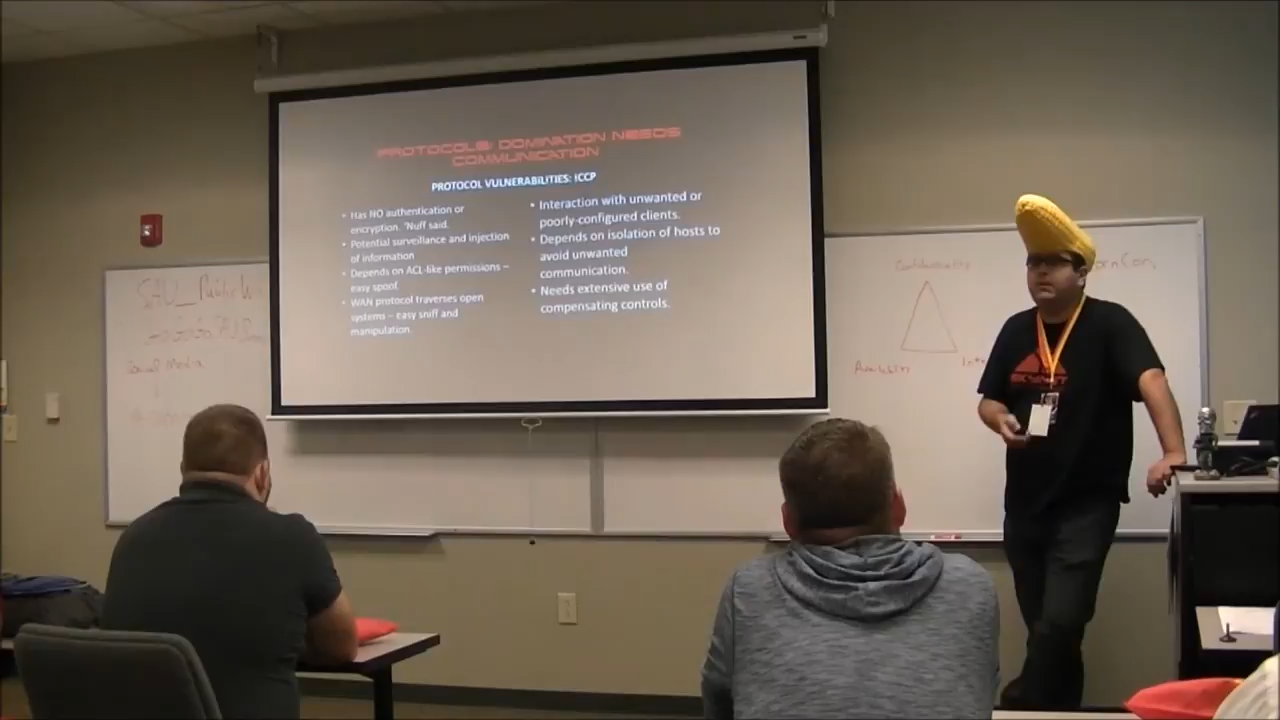 PROTOCOLS: DOMINATION NEEDS
COMMUNICATION
PROTOCOL VULNERABILITIES: ICCP
• Has NO authentication or
encryption. 'Nuff said.
• Potential surveillance and injection
of information
• Depends on ACL-like permissions –
easy spoof.
• WAN protocol traverses open
systems – easy sniff and
manipulation.
• Interaction with unwanted or
poorly-configured clients.
• Depends on isolation of hosts to
avoid unwanted
communication.
• Needs extensive use of
compensating controls.
Social Media
Confidentiality